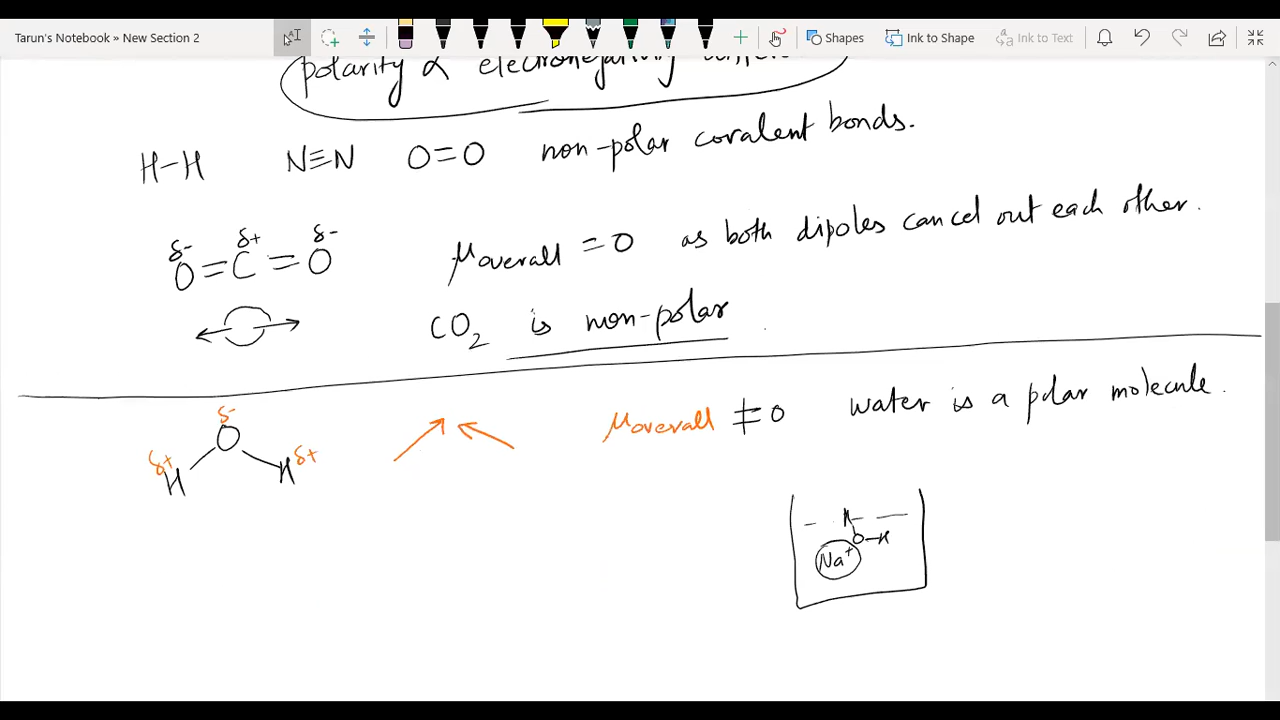 Tarun's Notebook » New Section 2
Shapes
Ink to Shape
Ink to Text
polarity α electronegativity
H-H N≡N O=O non-polar covalent bonds.
δ- δ+ δ-
O=C=O μoverall = 0 as both dipoles cancel out each other.
CO2 is non-polar
δ-
O μoverall ≠ 0 water is a polar molecule.
δ+ H H δ+
H
O-H
Na+